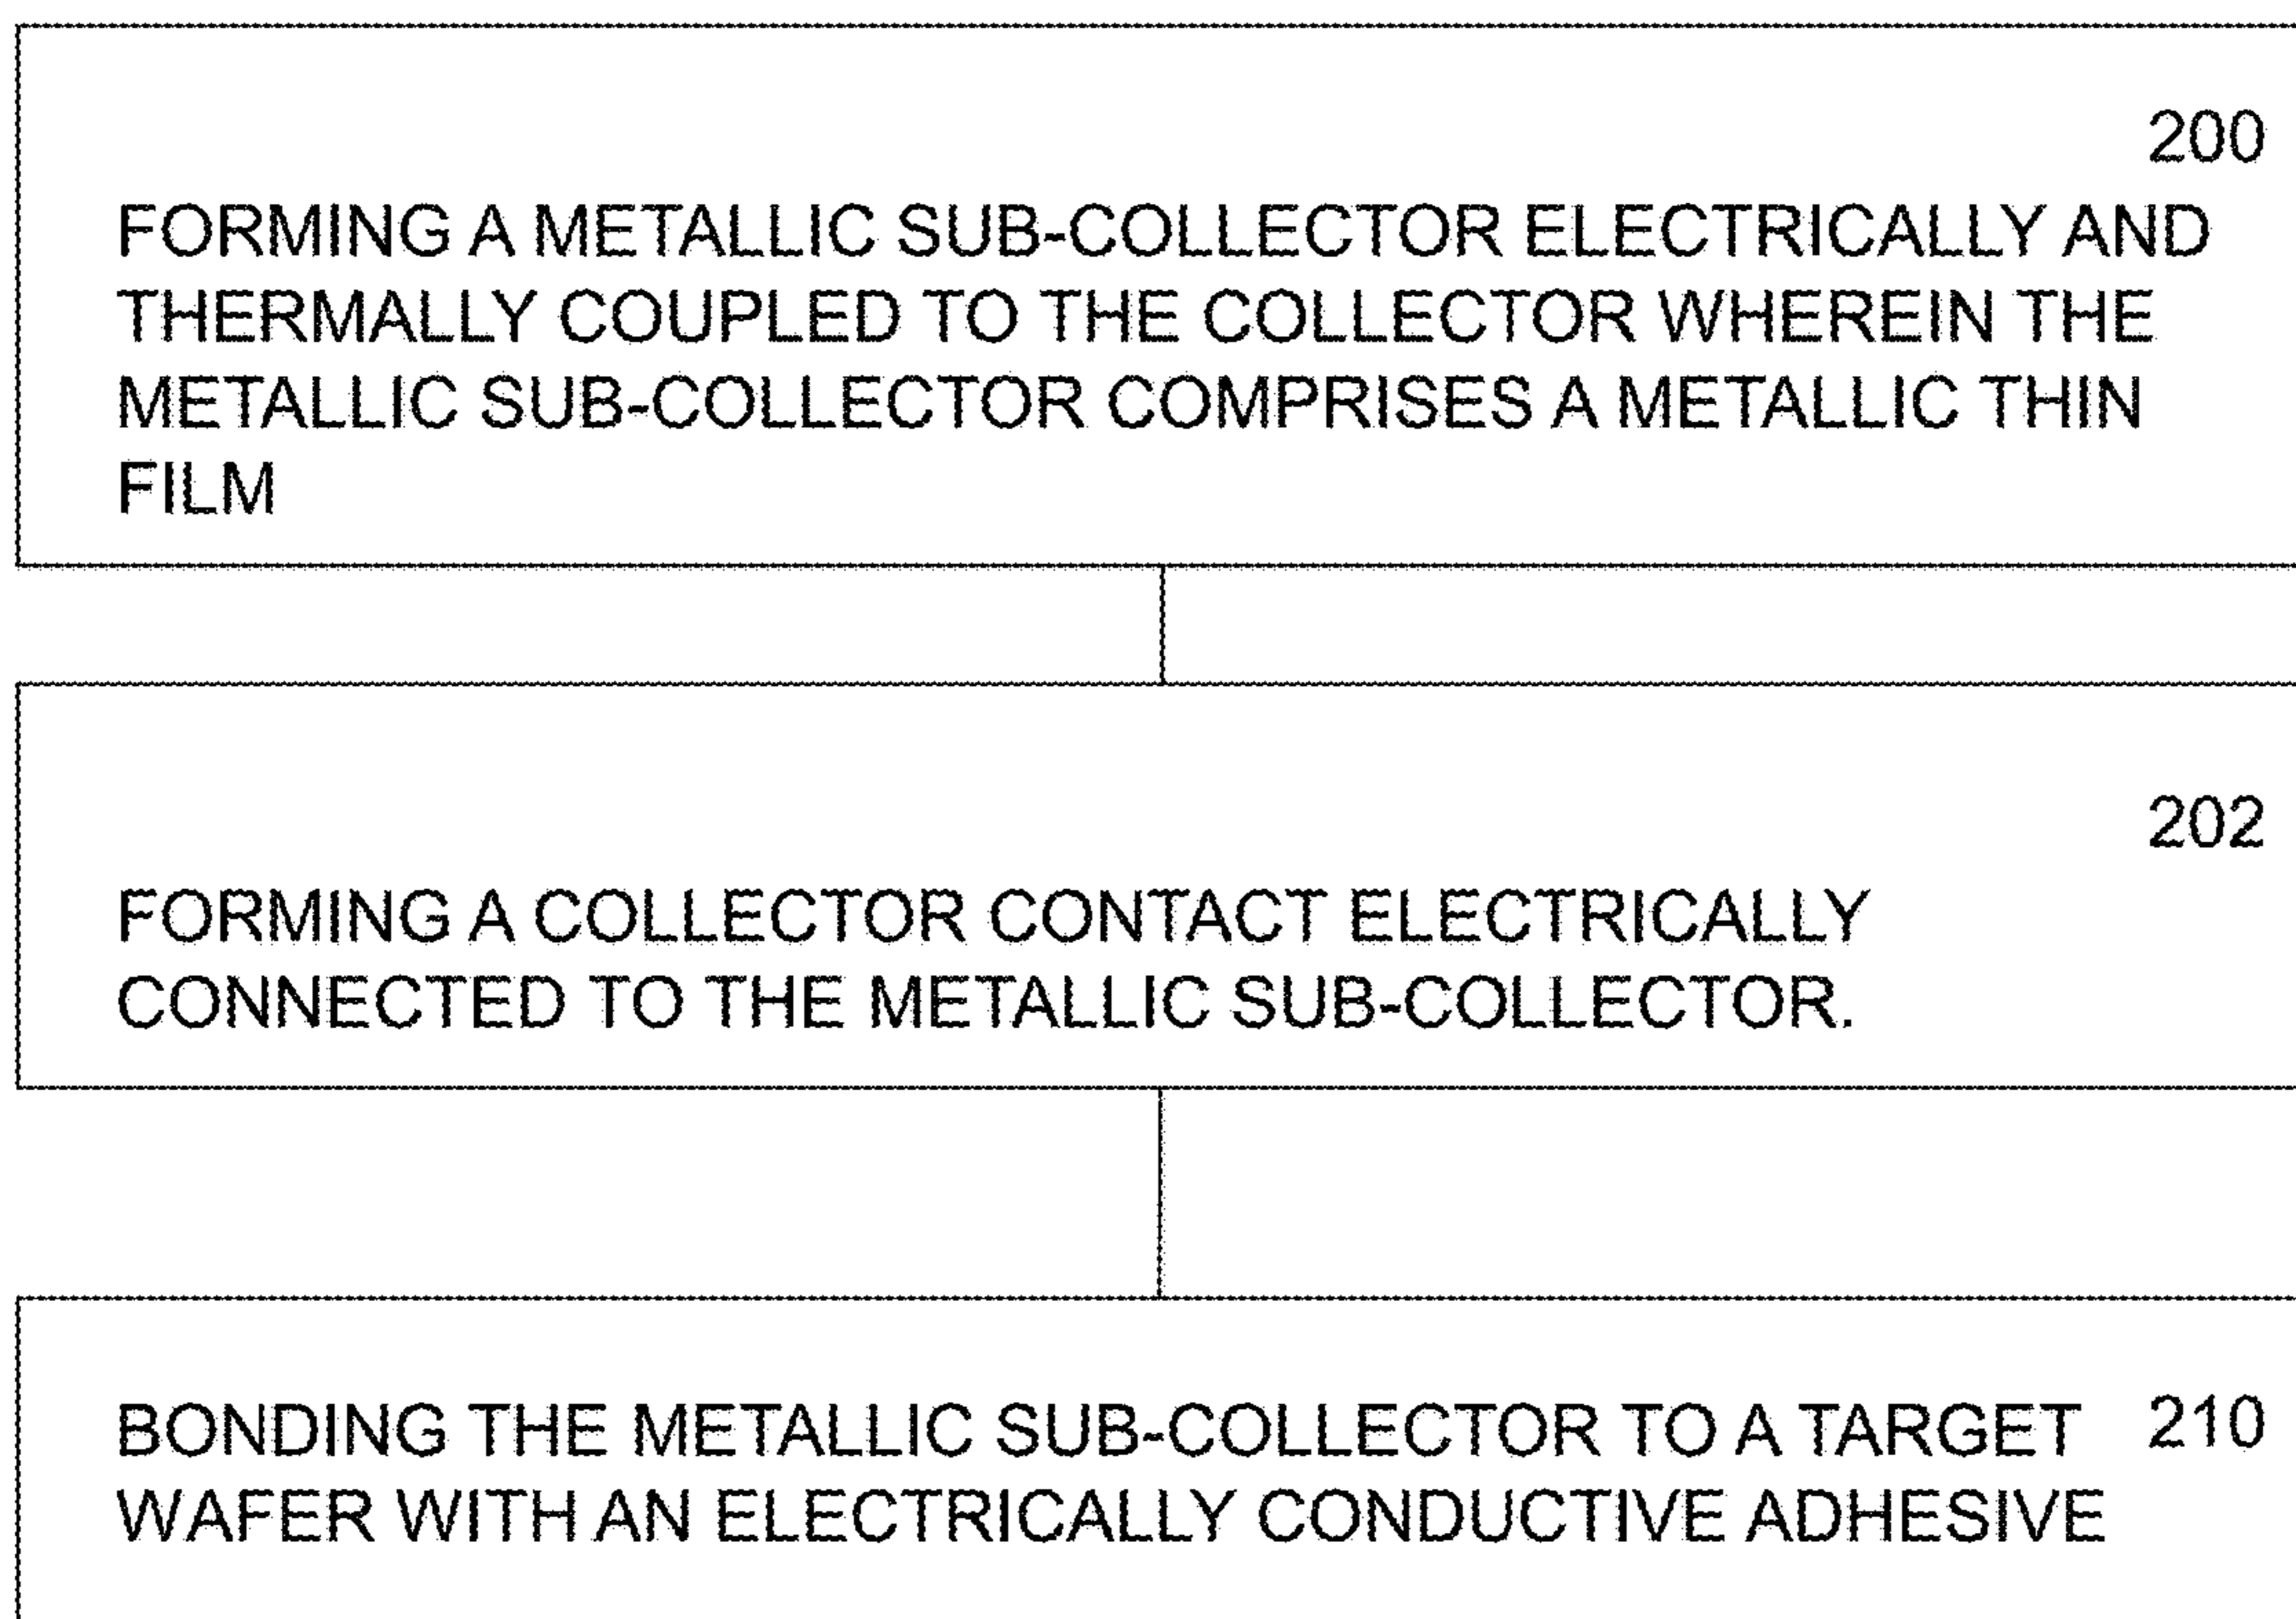 200
FORMING A METALLIC SUB-COLLECTOR ELECTRICALLY AND
THERMALLY COUPLED TO THE COLLECTOR WHEREIN THE
METALLIC SUB-COLLECTOR COMPRISES A METALLIC THIN
FILM
202
FORMING A COLLECTOR CONTACT ELECTRICALLY
CONNECTED TO THE METALLIC SUB-COLLECTOR.
BONDING THE METALLIC SUB-COLLECTOR TO A TARGET 210
WAFER WITH AN ELECTRICALLY CONDUCTIVE ADHESIVE